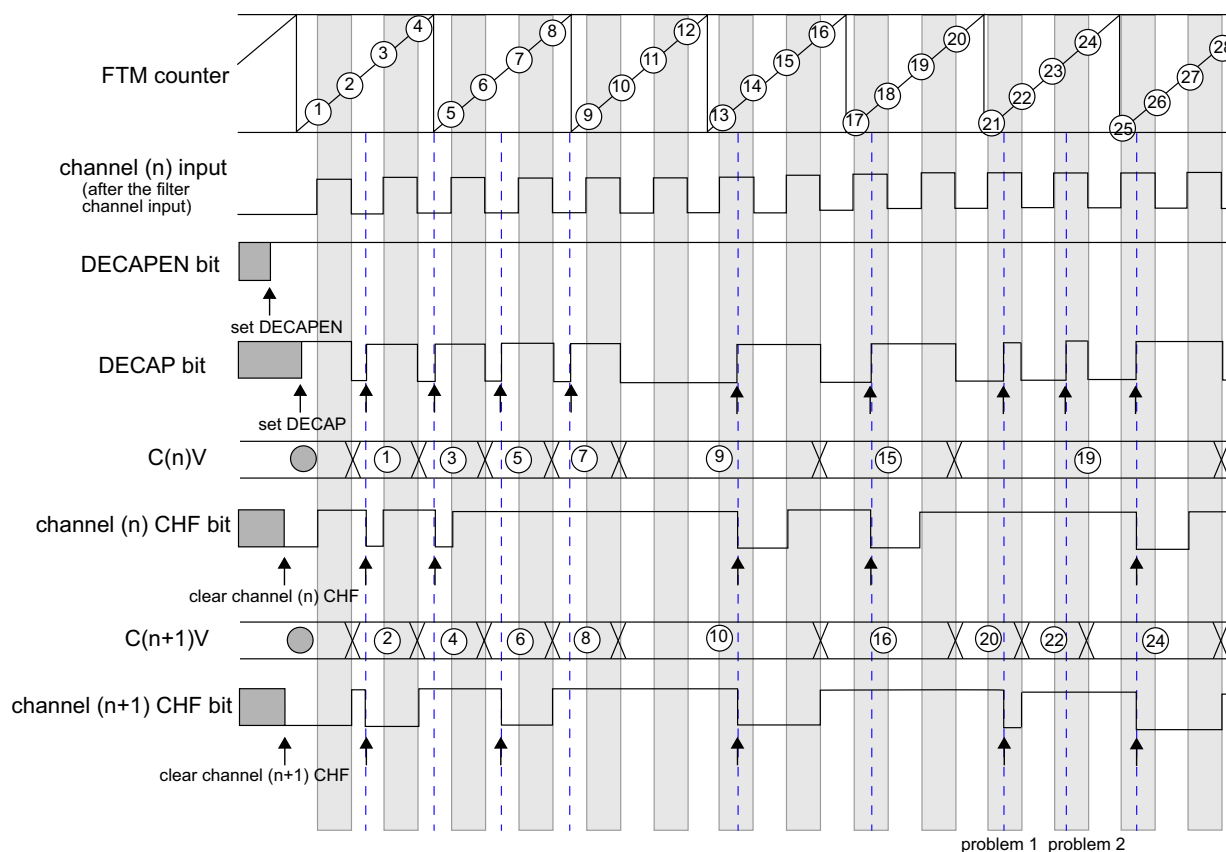 4 8 12 16 20 24 28
3 7 11 15 19 23 27
FTM counter
2 6 10 14 18 22 26
1 5 9 13 17 21 25
channel (n) input
(after the filter
channel input)
DECAPEN bit
set DECAPEN
DECAP bit
set DECAP
C(n)V 1 3 5 7 9 15 19
channel (n) CHF bit
clear channel (n) CHF
C(n+1)V 2 4 6 8 10 16 20 22 24
channel (n+1) CHF bit
clear channel (n+1) CHF
problem 1 problem 2